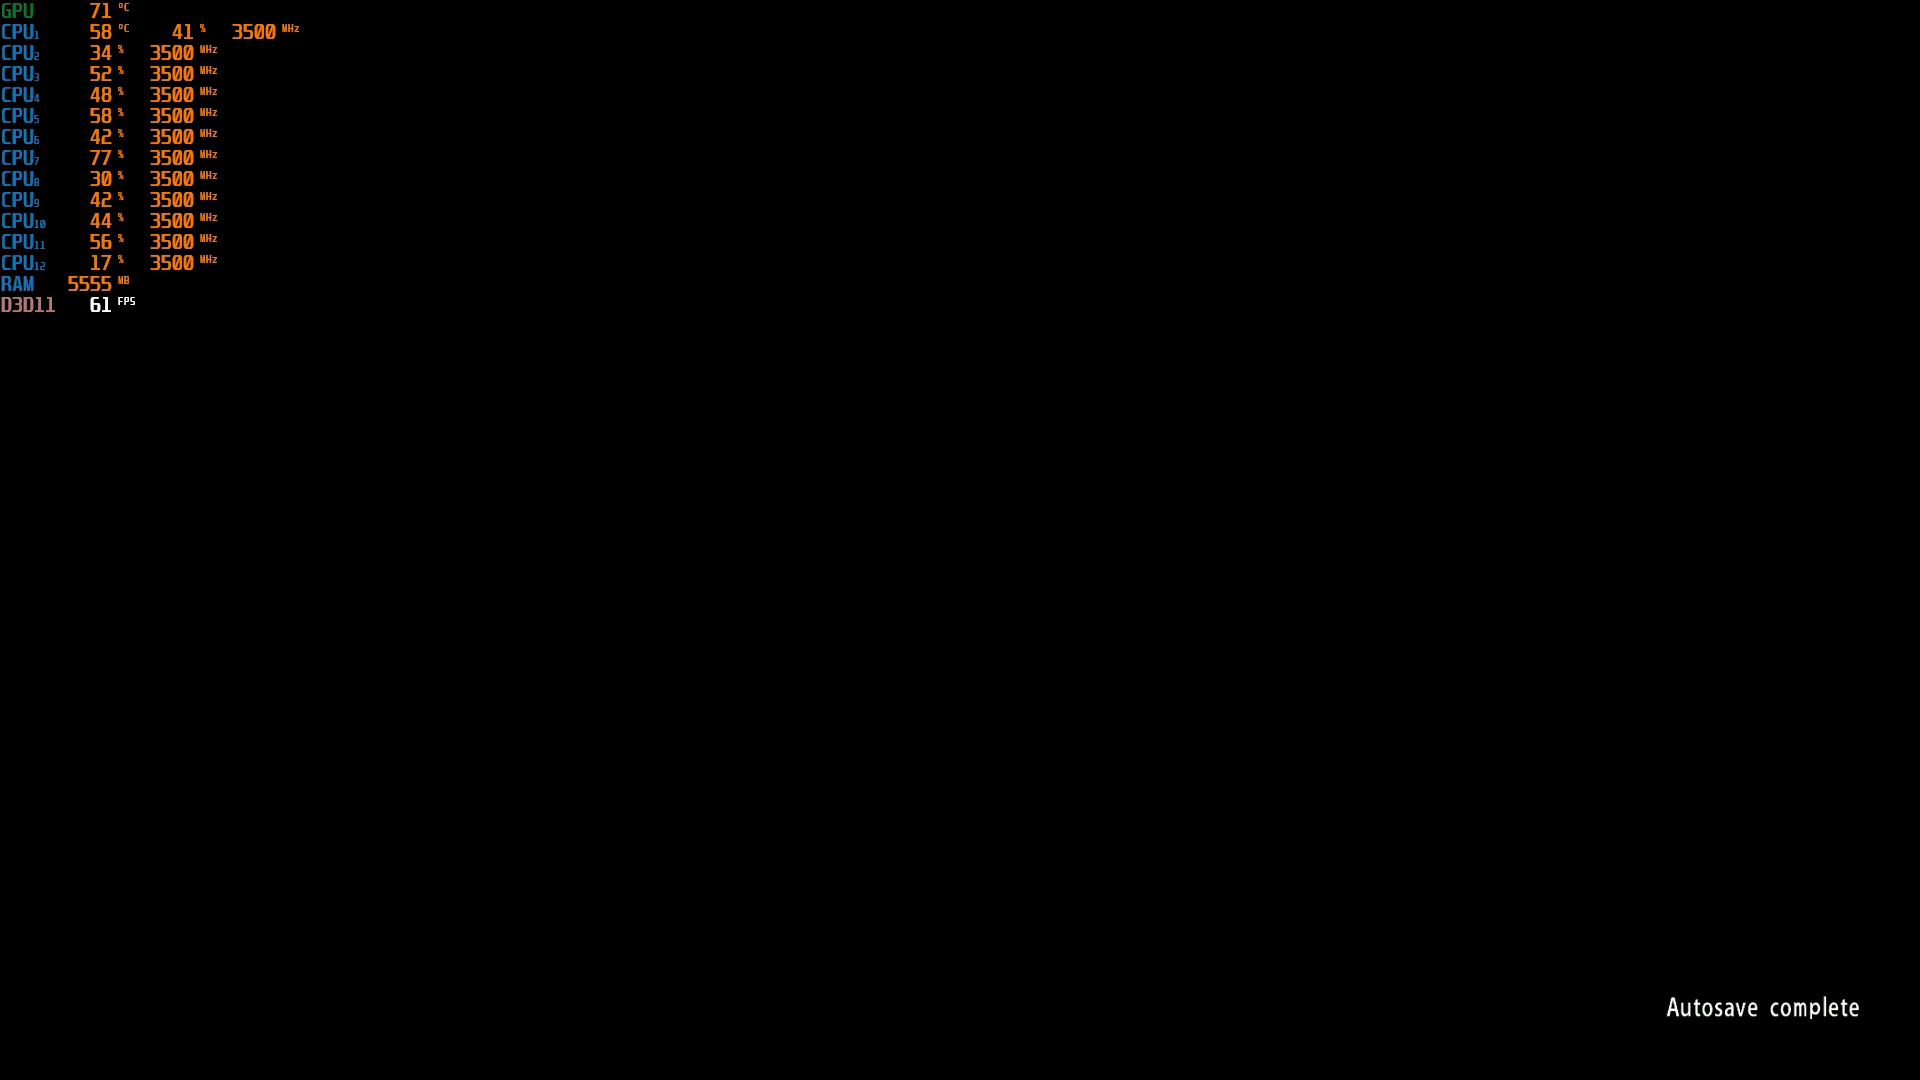 GPU 71 °C
CPU1 58 °C 41 % 3500 MHz
CPU2 34 % 3500 MHz
CPU3 52 % 3500 MHz
CPU4 48 % 3500 MHz
CPU5 58 % 3500 MHz
CPU6 42 % 3500 MHz
CPU7 77 % 3500 MHz
CPU8 30 % 3500 MHz
CPU9 42 % 3500 MHz
CPU10 44 % 3500 MHz
CPU11 56 % 3500 MHz
CPU12 17 % 3500 MHz
RAM 5555 MB
D3D11 61 FPS
Autosave complete